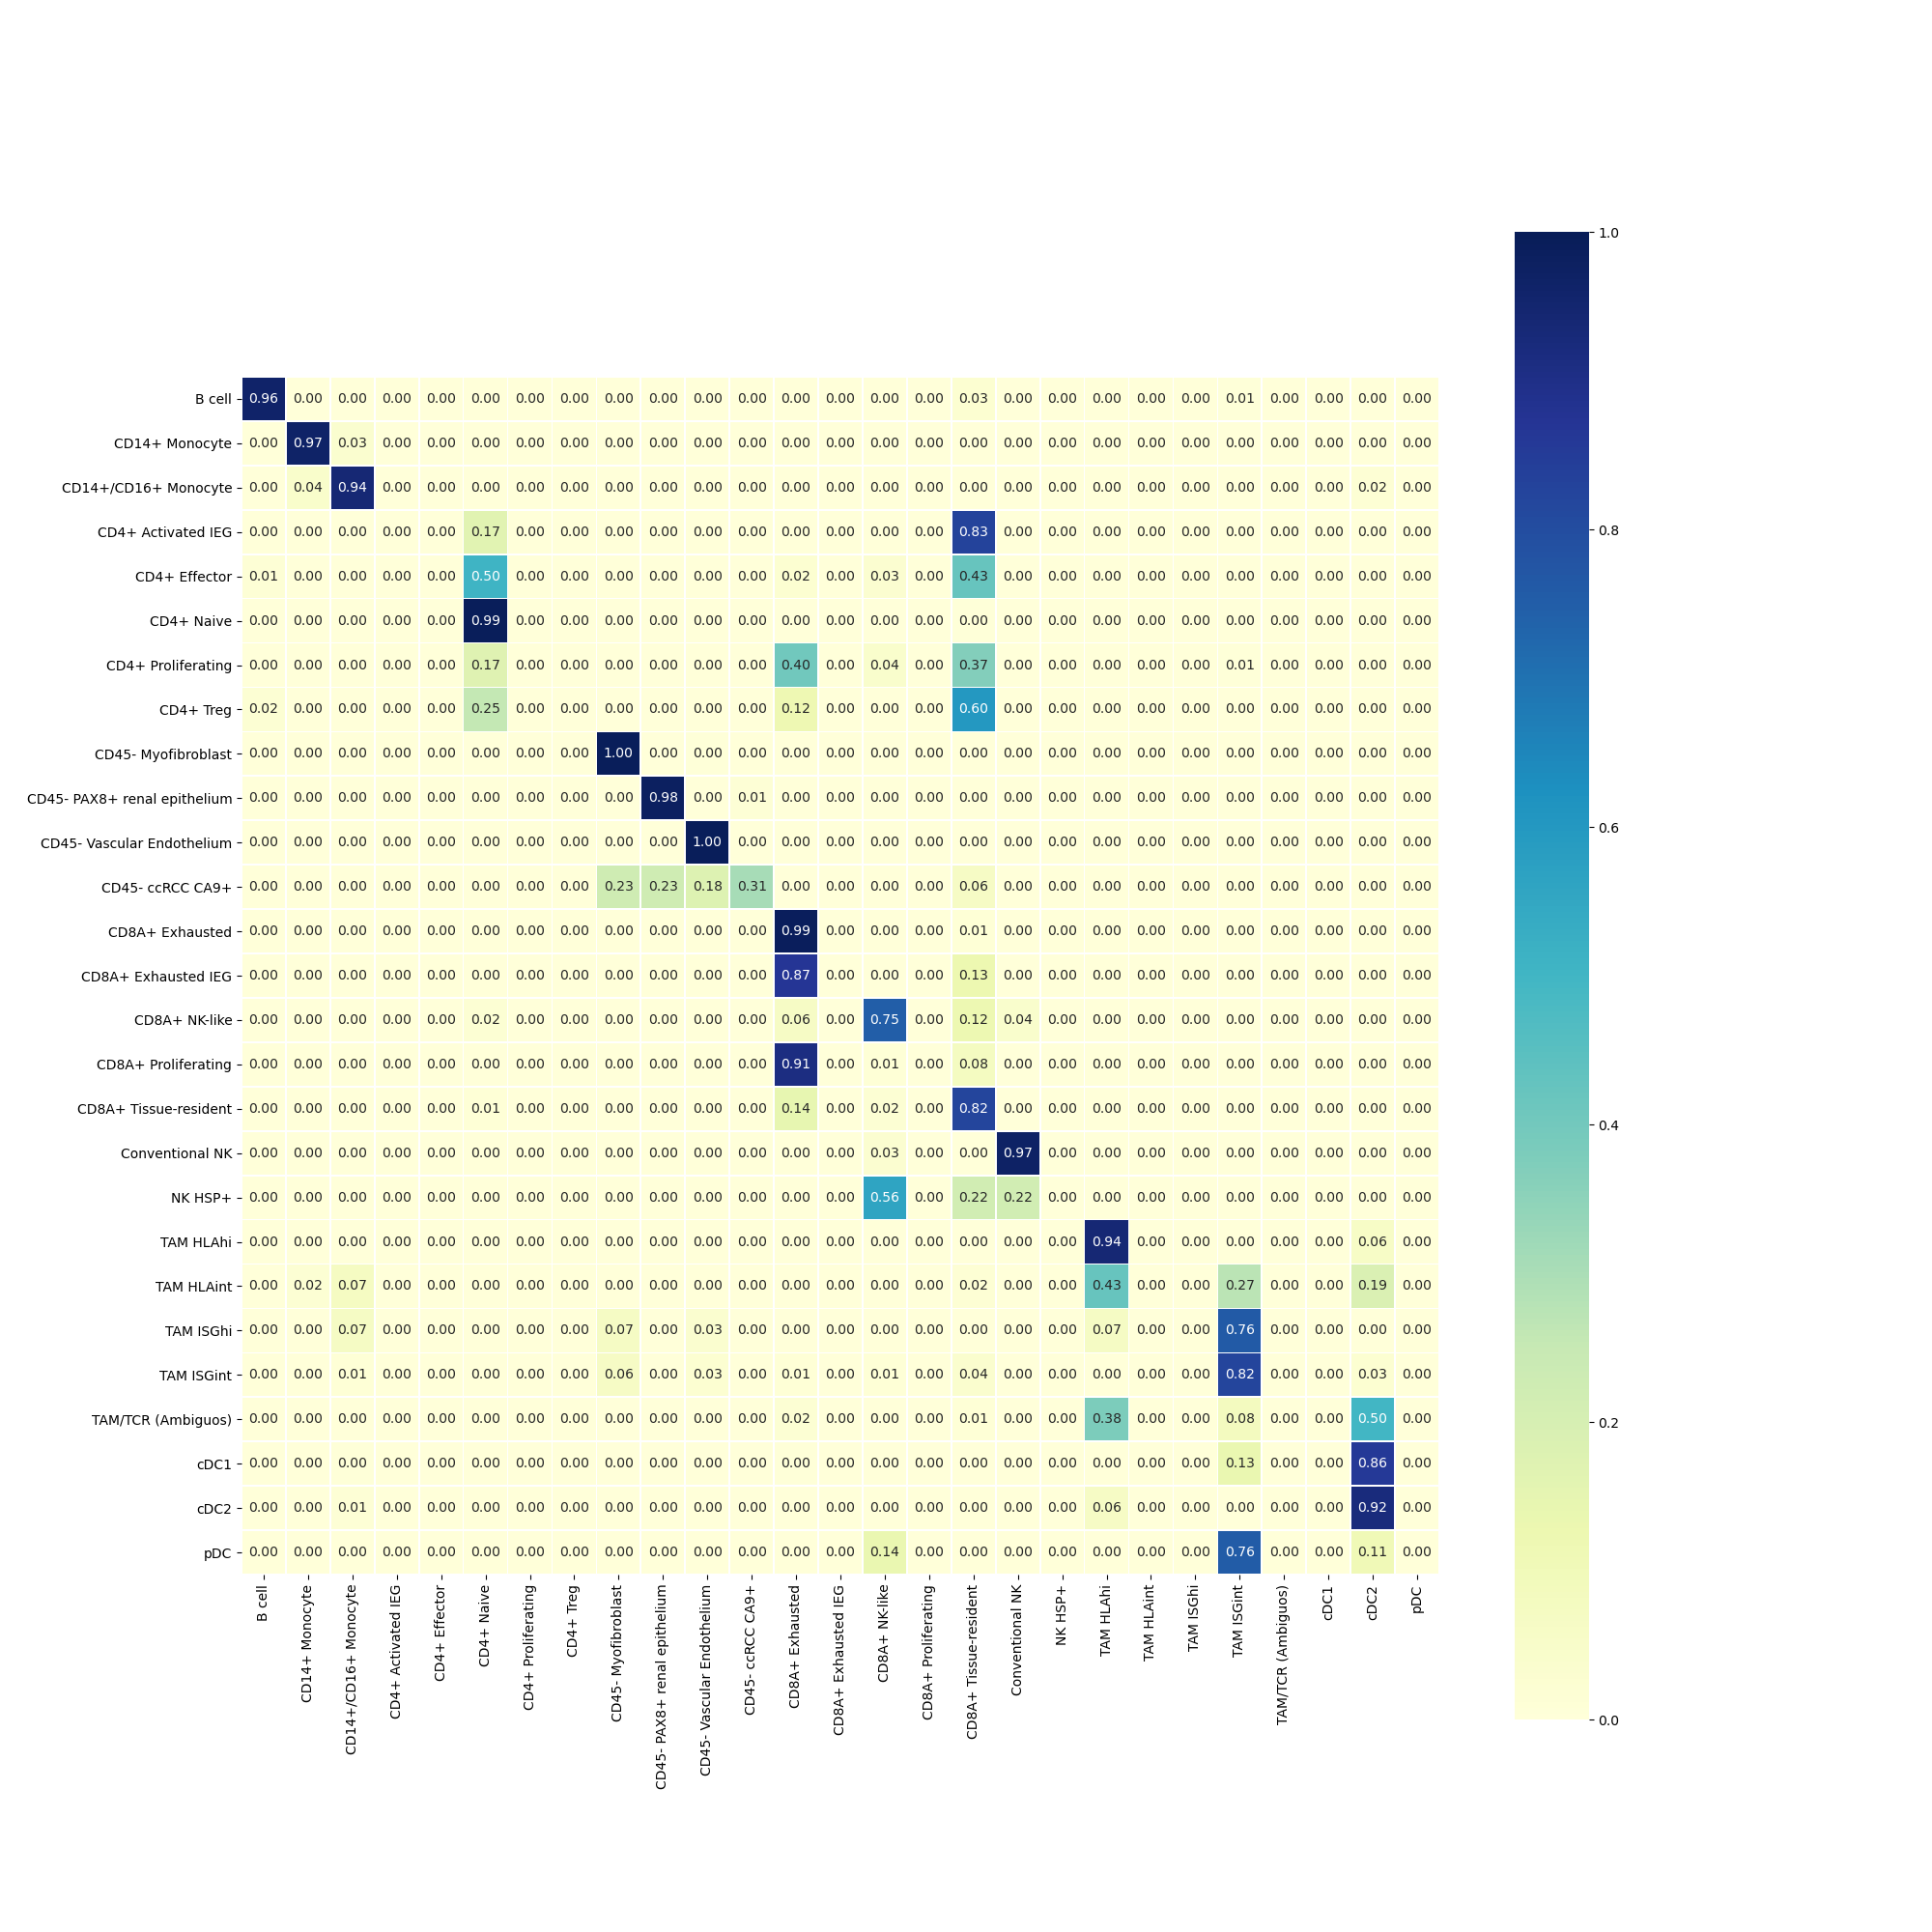 1.0
B cell 0.96 0.00 0.00 0.00 0.00 0.00 0.00 0.00 0.00 0.00 0.00 0.00 0.00 0.00 0.00 0.00 0.03 0.00 0.00 0.00 0.00 0.00 0.01 0.00 0.00 0.00 0.00
CD14+ Monocyte 0.00 0.97 0.03 0.00 0.00 0.00 0.00 0.00 0.00 0.00 0.00 0.00 0.00 0.00 0.00 0.00 0.00 0.00 0.00 0.00 0.00 0.00 0.00 0.00 0.00 0.00 0.00
CD14+/CD16+ Monocyte 0.00 0.04 0.94 0.00 0.00 0.00 0.00 0.00 0.00 0.00 0.00 0.00 0.00 0.00 0.00 0.00 0.00 0.00 0.00 0.00 0.00 0.00 0.00 0.00 0.00 0.02 0.00
CD4+ Activated IEG 0.00 0.00 0.00 0.00 0.00 0.17 0.00 0.00 0.00 0.00 0.00 0.00 0.00 0.00 0.00 0.00 0.83 0.00 0.00 0.00 0.00 0.00 0.00 0.00 0.00 0.00 0.00
0.8
CD4+ Effector 0.01 0.00 0.00 0.00 0.00 0.50 0.00 0.00 0.00 0.00 0.00 0.00 0.02 0.00 0.03 0.00 0.43 0.00 0.00 0.00 0.00 0.00 0.00 0.00 0.00 0.00 0.00
CD4+ Naive 0.00 0.00 0.00 0.00 0.00 0.99 0.00 0.00 0.00 0.00 0.00 0.00 0.00 0.00 0.00 0.00 0.00 0.00 0.00 0.00 0.00 0.00 0.00 0.00 0.00 0.00 0.00
CD4+ Proliferating 0.00 0.00 0.00 0.00 0.00 0.17 0.00 0.00 0.00 0.00 0.00 0.00 0.40 0.00 0.04 0.00 0.37 0.00 0.00 0.00 0.00 0.00 0.01 0.00 0.00 0.00 0.00
CD4+ Treg 0.02 0.00 0.00 0.00 0.00 0.25 0.00 0.00 0.00 0.00 0.00 0.00 0.12 0.00 0.00 0.00 0.60 0.00 0.00 0.00 0.00 0.00 0.00 0.00 0.00 0.00 0.00
CD45- Myofibroblast 0.00 0.00 0.00 0.00 0.00 0.00 0.00 0.00 1.00 0.00 0.00 0.00 0.00 0.00 0.00 0.00 0.00 0.00 0.00 0.00 0.00 0.00 0.00 0.00 0.00 0.00 0.00
CD45- PAX8+ renal epithelium 0.00 0.00 0.00 0.00 0.00 0.00 0.00 0.00 0.00 0.98 0.00 0.01 0.00 0.00 0.00 0.00 0.00 0.00 0.00 0.00 0.00 0.00 0.00 0.00 0.00 0.00 0.00
0.6
CD45- Vascular Endothelium 0.00 0.00 0.00 0.00 0.00 0.00 0.00 0.00 0.00 0.00 1.00 0.00 0.00 0.00 0.00 0.00 0.00 0.00 0.00 0.00 0.00 0.00 0.00 0.00 0.00 0.00 0.00
CD45- ccRCC CA9+ 0.00 0.00 0.00 0.00 0.00 0.00 0.00 0.00 0.23 0.23 0.18 0.31 0.00 0.00 0.00 0.00 0.06 0.00 0.00 0.00 0.00 0.00 0.00 0.00 0.00 0.00 0.00
CD8A+ Exhausted 0.00 0.00 0.00 0.00 0.00 0.00 0.00 0.00 0.00 0.00 0.00 0.00 0.99 0.00 0.00 0.00 0.01 0.00 0.00 0.00 0.00 0.00 0.00 0.00 0.00 0.00 0.00
CD8A+ Exhausted IEG 0.00 0.00 0.00 0.00 0.00 0.00 0.00 0.00 0.00 0.00 0.00 0.00 0.87 0.00 0.00 0.00 0.13 0.00 0.00 0.00 0.00 0.00 0.00 0.00 0.00 0.00 0.00
CD8A+ NK-like 0.00 0.00 0.00 0.00 0.00 0.02 0.00 0.00 0.00 0.00 0.00 0.00 0.06 0.00 0.75 0.00 0.12 0.04 0.00 0.00 0.00 0.00 0.00 0.00 0.00 0.00 0.00
CD8A+ Proliferating 0.00 0.00 0.00 0.00 0.00 0.00 0.00 0.00 0.00 0.00 0.00 0.00 0.91 0.00 0.01 0.00 0.08 0.00 0.00 0.00 0.00 0.00 0.00 0.00 0.00 0.00 0.00
CD8A+ Tissue-resident 0.00 0.00 0.00 0.00 0.00 0.01 0.00 0.00 0.00 0.00 0.00 0.00 0.14 0.00 0.02 0.00 0.82 0.00 0.00 0.00 0.00 0.00 0.00 0.00 0.00 0.00 0.00
0.4
Conventional NK 0.00 0.00 0.00 0.00 0.00 0.00 0.00 0.00 0.00 0.00 0.00 0.00 0.00 0.00 0.03 0.00 0.00 0.97 0.00 0.00 0.00 0.00 0.00 0.00 0.00 0.00 0.00
NK HSP+ 0.00 0.00 0.00 0.00 0.00 0.00 0.00 0.00 0.00 0.00 0.00 0.00 0.00 0.00 0.56 0.00 0.22 0.22 0.00 0.00 0.00 0.00 0.00 0.00 0.00 0.00 0.00
TAM HLAhi 0.00 0.00 0.00 0.00 0.00 0.00 0.00 0.00 0.00 0.00 0.00 0.00 0.00 0.00 0.00 0.00 0.00 0.00 0.00 0.94 0.00 0.00 0.00 0.00 0.00 0.06 0.00
TAM HLAint 0.00 0.02 0.07 0.00 0.00 0.00 0.00 0.00 0.00 0.00 0.00 0.00 0.00 0.00 0.00 0.00 0.02 0.00 0.00 0.43 0.00 0.00 0.27 0.00 0.00 0.19 0.00
TAM ISGhi 0.00 0.00 0.07 0.00 0.00 0.00 0.00 0.00 0.07 0.00 0.03 0.00 0.00 0.00 0.00 0.00 0.00 0.00 0.00 0.07 0.00 0.00 0.76 0.00 0.00 0.00 0.00
TAM ISGint 0.00 0.00 0.01 0.00 0.00 0.00 0.00 0.00 0.06 0.00 0.03 0.00 0.01 0.00 0.01 0.00 0.04 0.00 0.00 0.00 0.00 0.00 0.82 0.00 0.00 0.03 0.00
TAM/TCR (Ambiguos) 0.00 0.00 0.00 0.00 0.00 0.00 0.00 0.00 0.00 0.00 0.00 0.00 0.02 0.00 0.00 0.00 0.01 0.00 0.00 0.38 0.00 0.00 0.08 0.00 0.00 0.50 0.00
0.2
cDC1 0.00 0.00 0.00 0.00 0.00 0.00 0.00 0.00 0.00 0.00 0.00 0.00 0.00 0.00 0.00 0.00 0.00 0.00 0.00 0.00 0.00 0.00 0.13 0.00 0.00 0.86 0.00
cDC2 0.00 0.00 0.01 0.00 0.00 0.00 0.00 0.00 0.00 0.00 0.00 0.00 0.00 0.00 0.00 0.00 0.00 0.00 0.00 0.06 0.00 0.00 0.00 0.00 0.00 0.92 0.00
pDC 0.00 0.00 0.00 0.00 0.00 0.00 0.00 0.00 0.00 0.00 0.00 0.00 0.00 0.00 0.14 0.00 0.00 0.00 0.00 0.00 0.00 0.00 0.76 0.00 0.00 0.11 0.00
0.0
B cell
CD14+ Monocyte
CD14+/CD16+ Monocyte
CD4+ Activated IEG
CD4+ Effector
CD4+ Naive
CD4+ Proliferating
CD4+ Treg
CD45- Myofibroblast
CD45- PAX8+ renal epithelium
CD45- Vascular Endothelium
CD45- ccRCC CA9+
CD8A+ Exhausted
CD8A+ Exhausted IEG
CD8A+ NK-like
CD8A+ Proliferating
CD8A+ Tissue-resident
Conventional NK
NK HSP+
TAM HLAhi
TAM HLAint
TAM ISGhi
TAM ISGint
TAM/TCR (Ambiguos)
cDC1
cDC2
pDC